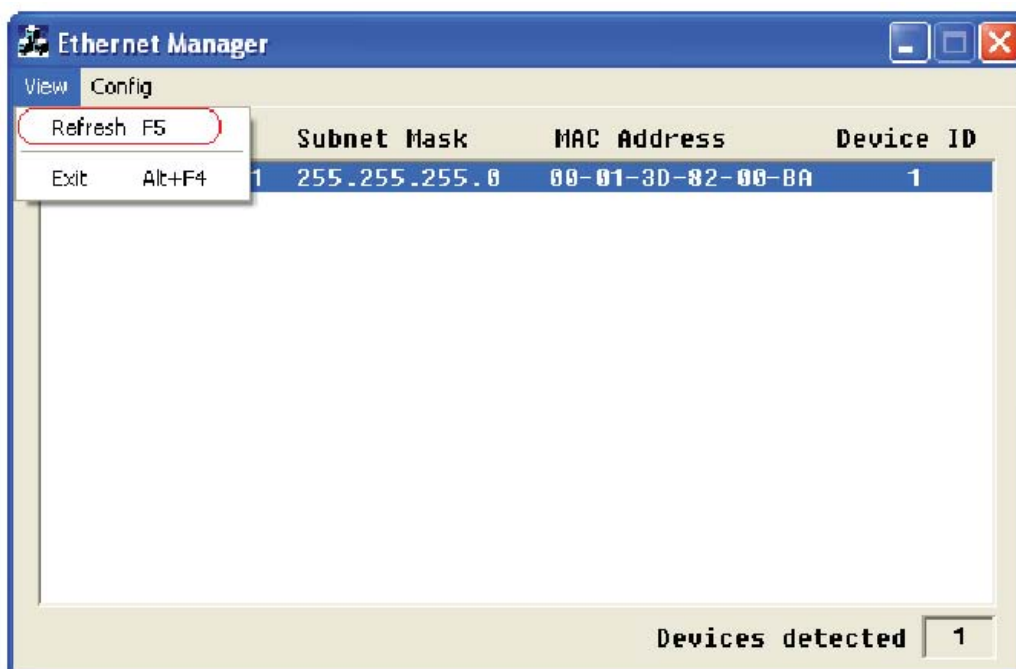 Ethernet Manager
View Config
Refresh F5
Subnet Mask MAC Address Device ID
Exit Alt+F4
1 255.255.255.0 00-01-3D-82-00-BA 1
Devices detected 1